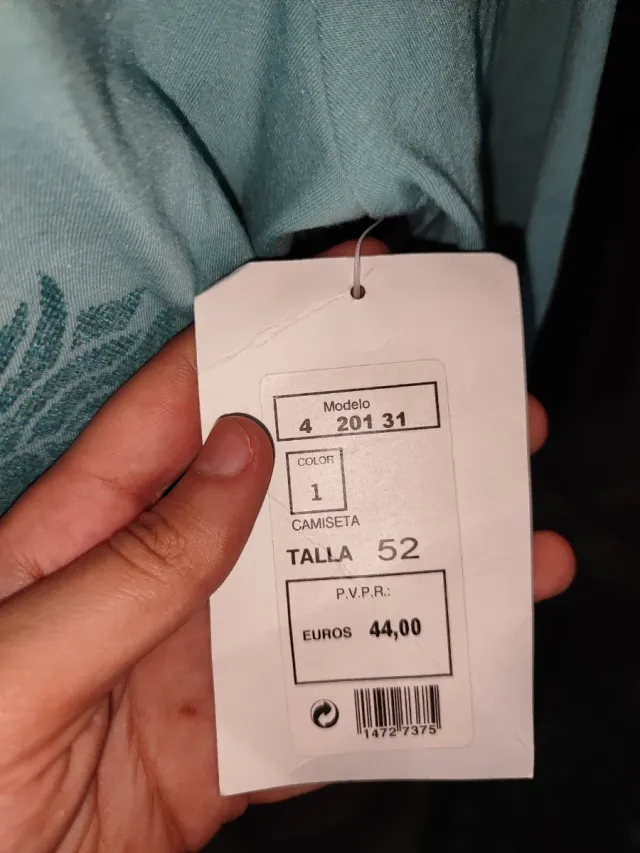 Modelo
4 201 31
COLOR
1
CAMISETA
TALLA 52
P.V.P.R.:
EUROS 44,00
1472 7375